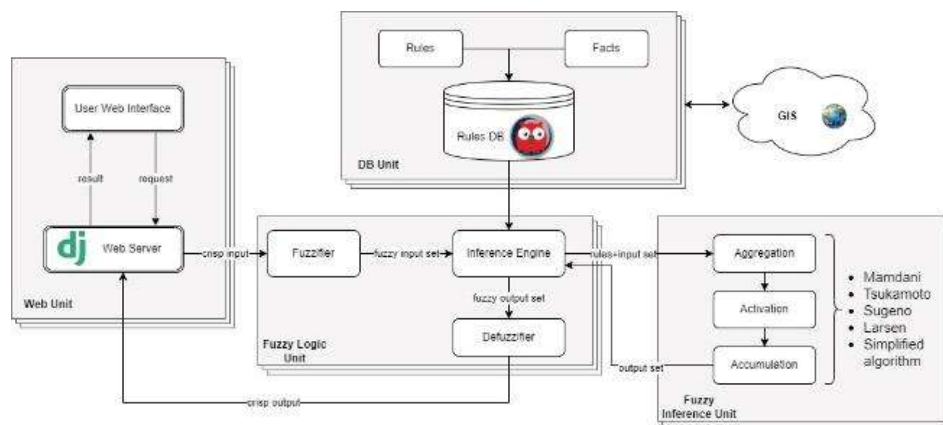 Rules
Facts
Rules DB
DB Unit
GIS
User Web Interface
result
request
dj
Web Server
Web Unit
crisp input
Fuzzifier
fuzzy input set
Inference Engine
rules+input set
fuzzy output set
Defuzzifier
Fuzzy Logic
Unit
crisp output
output set
Aggregation
Activation
Accumulation
Fuzzy
Inference Unit
• Mamdani
• Tsukamoto
• Sugeno
• Larsen
• Simplified
algorithm